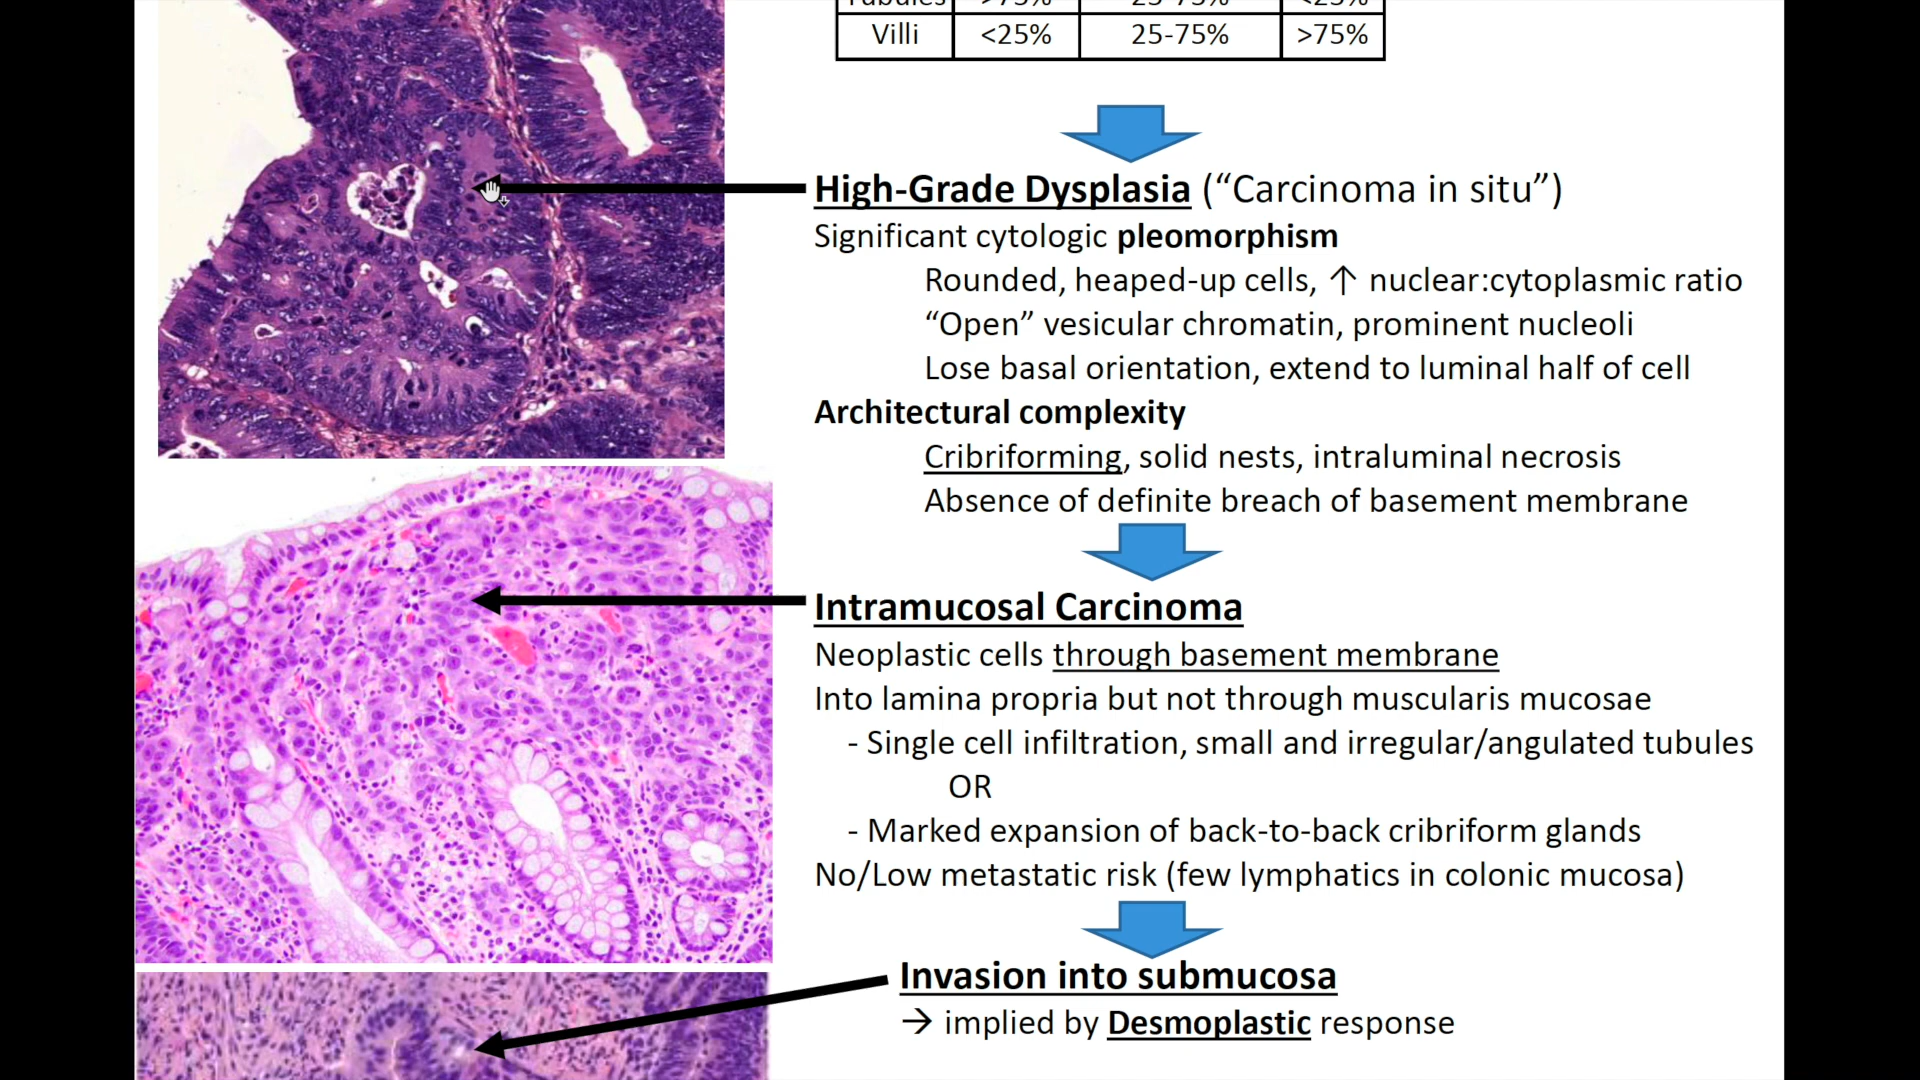 Tubules >75% 25-75% <25%
Villi <25% 25-75% >75%
High-Grade Dysplasia (“Carcinoma in situ”)
Significant cytologic pleomorphism
Rounded, heaped-up cells, ↑ nuclear:cytoplasmic ratio
“Open” vesicular chromatin, prominent nucleoli
Lose basal orientation, extend to luminal half of cell
Architectural complexity
Cribriforming, solid nests, intraluminal necrosis
Absence of definite breach of basement membrane
Intramucosal Carcinoma
Neoplastic cells through basement membrane
Into lamina propria but not through muscularis mucosae
- Single cell infiltration, small and irregular/angulated tubules
OR
- Marked expansion of back-to-back cribriform glands
No/Low metastatic risk (few lymphatics in colonic mucosa)
Invasion into submucosa
→ implied by Desmoplastic response